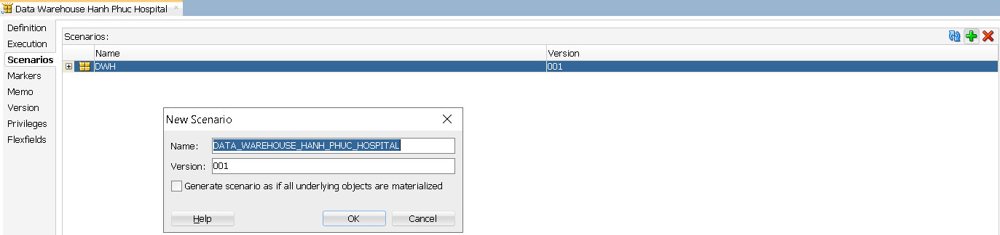 Data Warehouse Hanh Phuc Hospital
Definition
Execution
Scenarios
Markers
Memo
Version
Privileges
Flexfields
Scenarios:
Name Version
DWH 001
New Scenario
Name: DATA_WAREHOUSE_HANH_PHUC_HOSPITAL
Version: 001
Generate scenario as if all underlying objects are materialized
Help OK Cancel